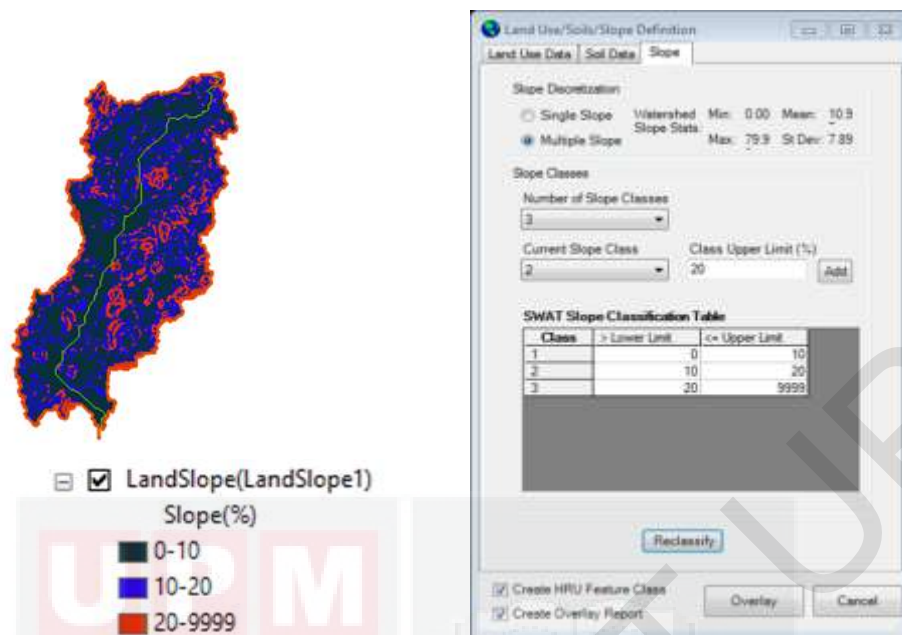 LandSlope(LandSlope1)
Slope(%)
0-10
10-20
20-9999
UPM
Land Use/Soils/Slope Definition
Land Use Data Soil Data Slope
Slope Discretization
Single Slope
Multiple Slope
Watershed Slope Stats:
Min: 0.00 Mean: 10.9
Max: 79.9 St Dev: 7.89
Slope Classes
Number of Slope Classes
3
Current Slope Class Class Upper Limit (%)
2 20 Add
SWAT Slope Classification Table
Class > Lower Limit <= Upper Limit
1 0 10
2 10 20
3 20 9999
Reclassify
Create HRU Feature Class
Create Overlay Report
Overlay Cancel